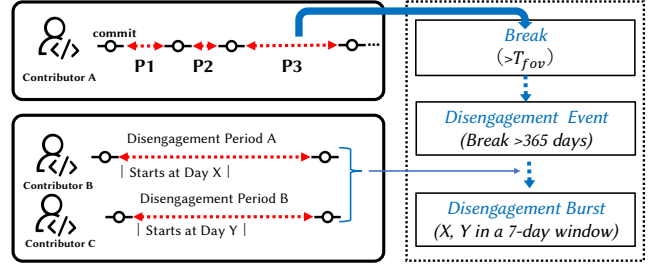 commit
P1 P2 P3
Contributor A
Break
(>T_fov)
Disengagement Event
(Break >365 days)
Disengagement Period A
| Starts at Day X |
Contributor B
Disengagement Period B
| Starts at Day Y |
Contributor C
Disengagement Burst
(X, Y in a 7-day window)